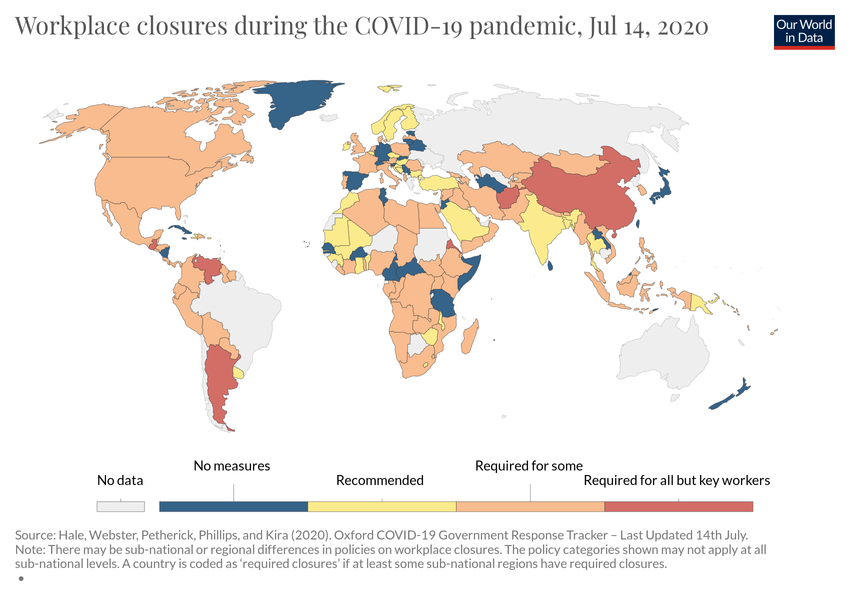 Workplace closures during the COVID-19 pandemic, Jul 14, 2020
Our World
in Data
No data
No measures
Recommended
Required for some
Required for all but key workers
Source: Hale, Webster, Petherick, Phillips, and Kira (2020). Oxford COVID-19 Government Response Tracker – Last Updated 14th July.
Note: There may be sub-national or regional differences in policies on workplace closures. The policy categories shown may not apply at all
sub-national levels. A country is coded as 'required closures' if at least some sub-national regions have required closures.